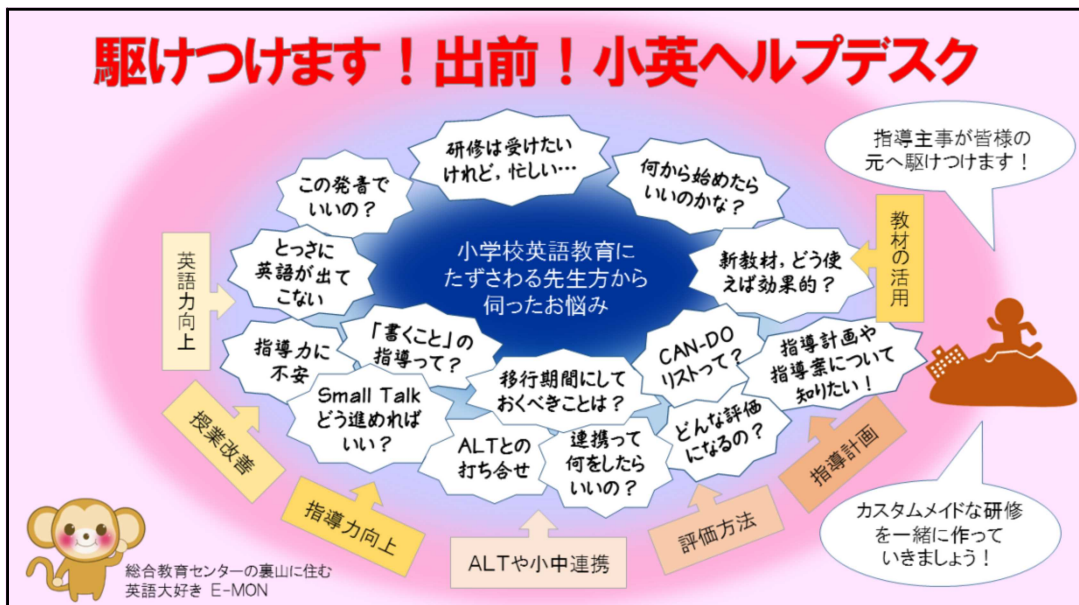 駆けつけます！出前！小英ヘルプデスク
研修は受けたい
けれど，忙しい…
この発音で
いいの？
何から始めたら
いいのかな？
指導主事が皆様の
元へ駆けつけます！
とっさに
英語が出て
こない
小学校英語教育に
たずさわる先生方から
伺ったお悩み
新教材，どう使
えば効果的？
教材の活用
英語力向上
指導力に
不安
「書くこと」の
指導って？
CAN-DO
リストって？
指導計画や
指導案について
知りたい！
Small Talk
どう進めれば
いい？
移行期間にして
おくべきことは？
ALTとの
打ち合せ
連携って
何をしたら
いいの？
どんな評価
になるの？
授業改善
指導力向上
ALTや小中連携
評価方法
指導計画
カスタムメイドな研修
を一緒に作って
いきましょう！
総合教育センターの裏山に住む
英語大好き E-MON